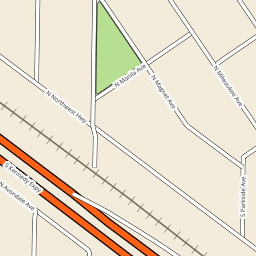 N Manila Ave
N Magnet Ave
N Milwaukee Ave
N Northwest Hwy
S Kennedy Expy
N Avondale Ave
S Parkside Ave